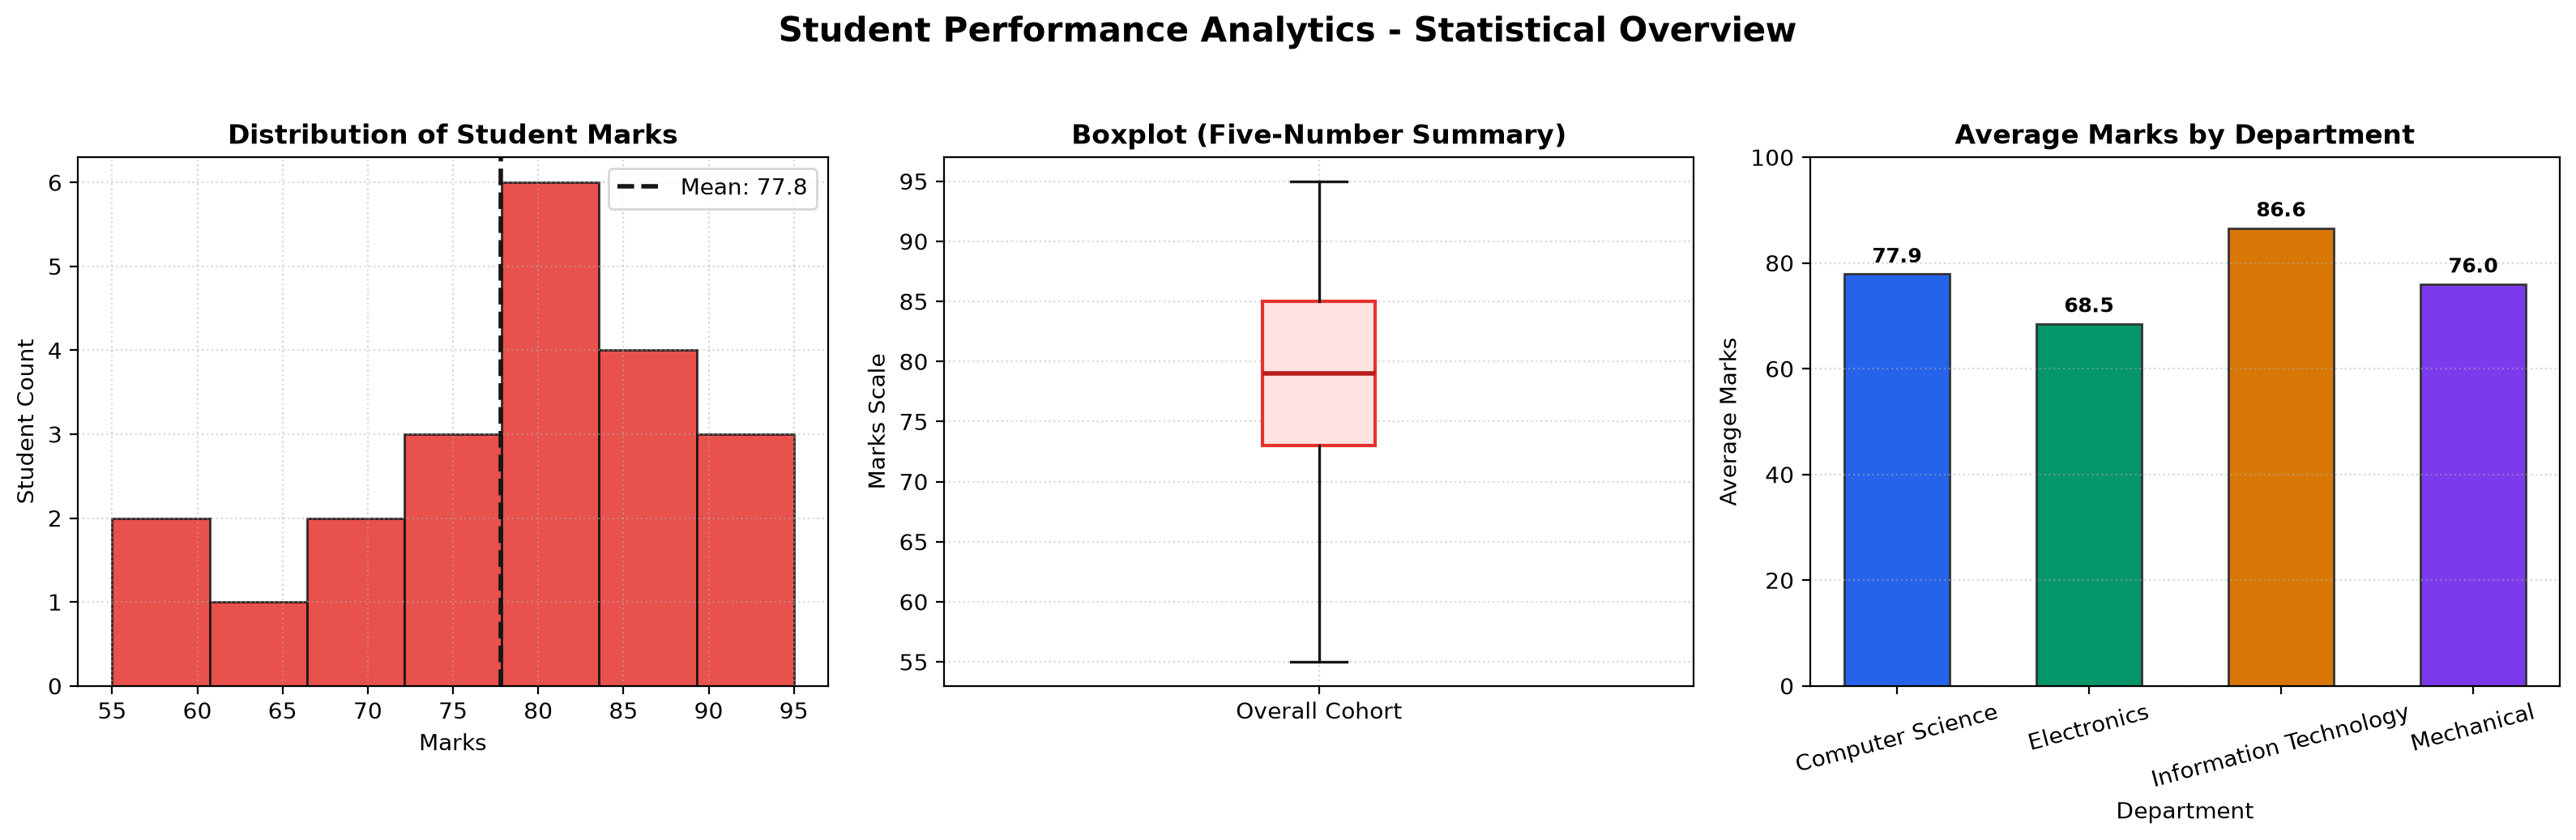 Student Performance Analytics - Statistical Overview
Distribution of Student Marks
Mean: 77.8
6
5
4
3
2
1
0
Student Count
55 60 65 70 75 80 85 90 95
Marks
Boxplot (Five-Number Summary)
95
90
85
80
75
70
65
60
55
Marks Scale
Overall Cohort
Average Marks by Department
100
80
60
40
20
0
Average Marks
77.9
68.5
86.6
76.0
Computer Science
Electronics
Information Technology
Mechanical
Department